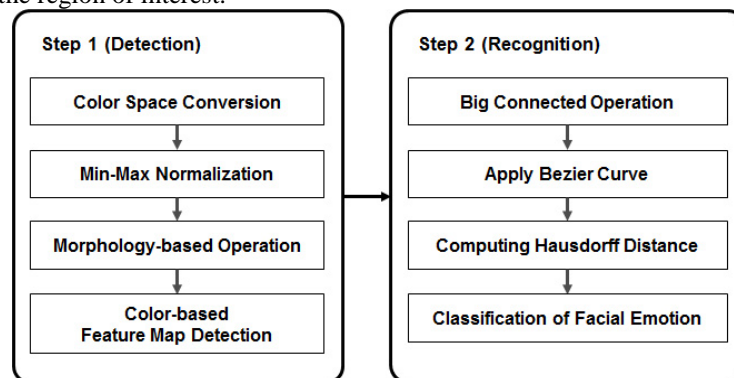 the region of interest.
Step 1 (Detection)
Color Space Conversion
Min-Max Normalization
Morphology-based Operation
Color-based
Feature Map Detection
Step 2 (Recognition)
Big Connected Operation
Apply Bezier Curve
Computing Hausdorff Distance
Classification of Facial Emotion